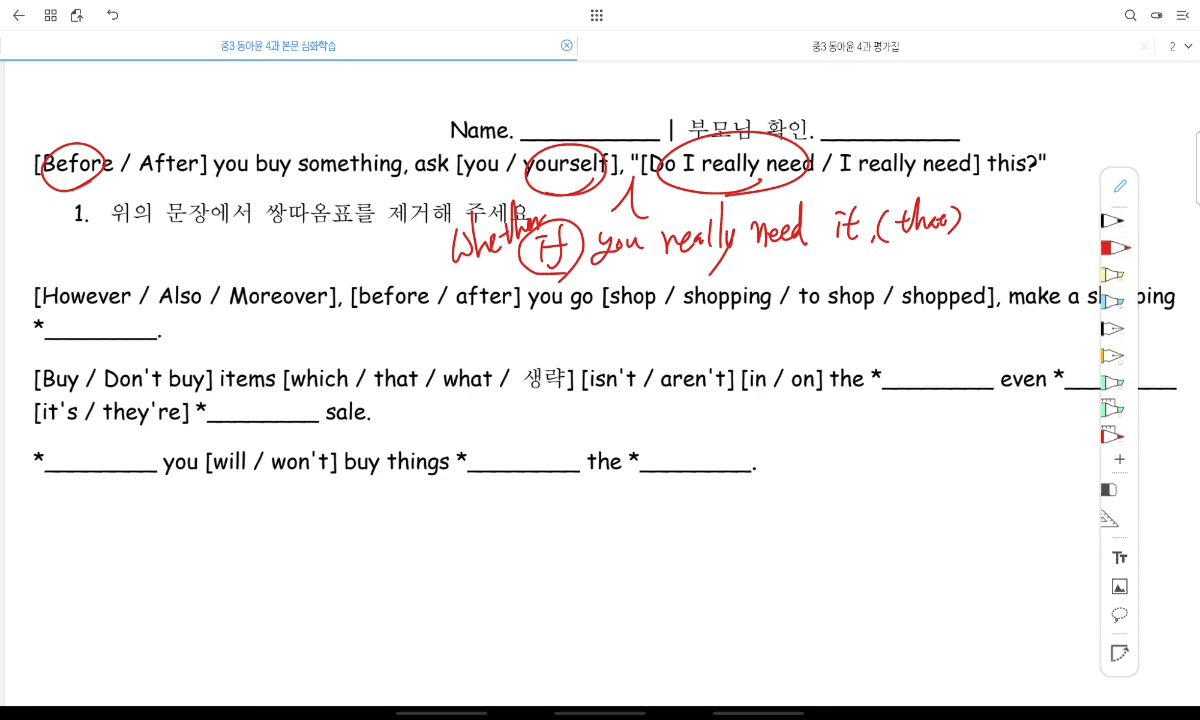 중3 동아윤 4과 본문 심화학습
중3 동아윤 4과 평가집
2
Name. __________ | 부모님 확인. __________
[Before / After] you buy something, ask [you / yourself], "[Do I really need / I really need] this?"
1. 위의 문장에서 쌍따옴표를 제거해 주세요
whether if you really need it, (that)
[However / Also / Moreover], [before / after] you go [shop / shopping / to shop / shopped], make a shopping
*________.
[Buy / Don't buy] items [which / that / what / 생략] [isn't / aren't] [in / on] the *________ even *________
[it's / they're] *________ sale.
*________ you [will / won't] buy things *________ the *________.
Tт